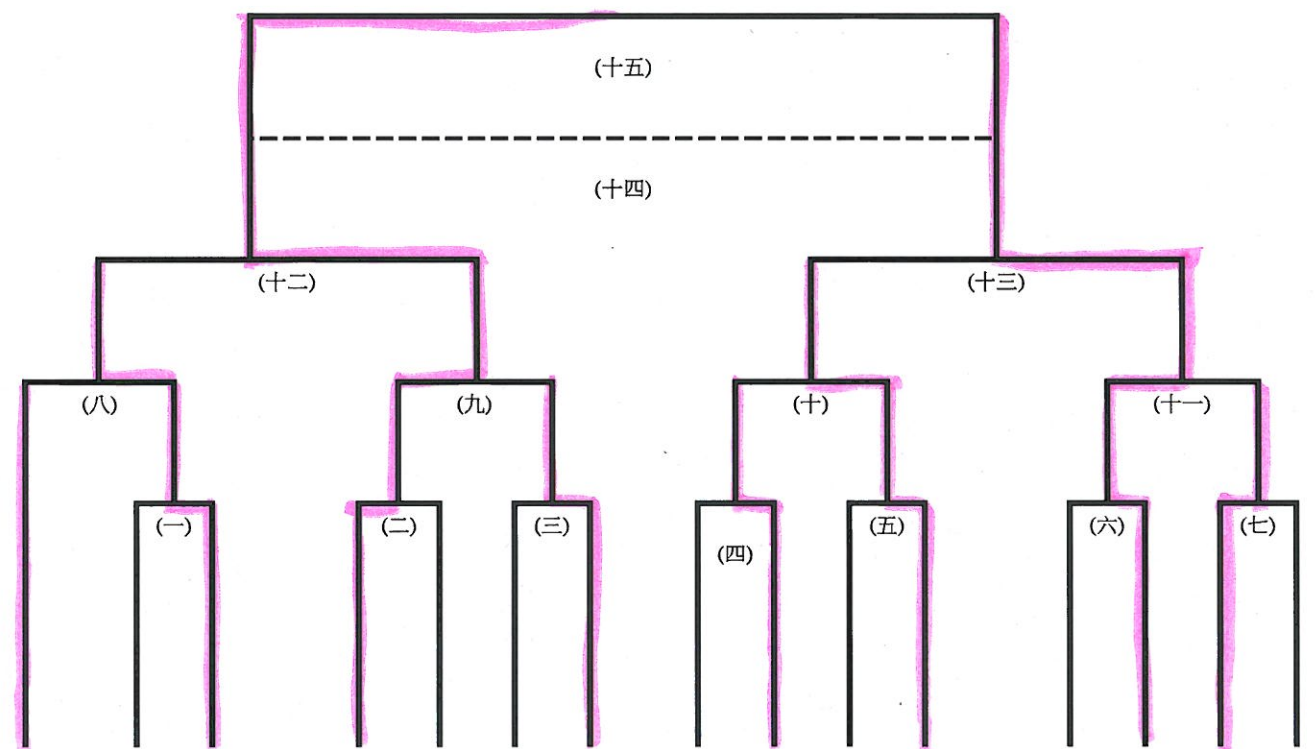 (十五)
(十四)
(十二) (十三)
(八) (九) (十) (十一)
(一) (二) (三) (四) (五) (六) (七)